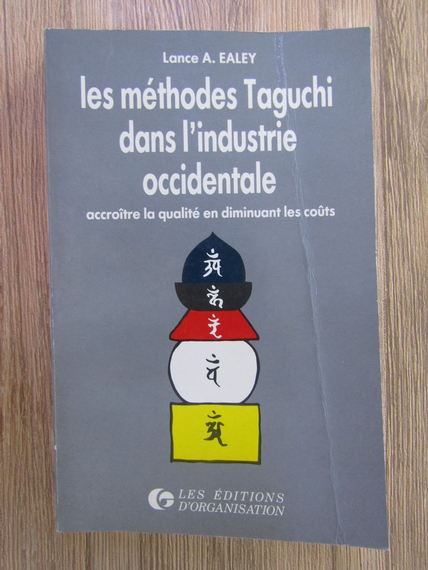 Lance A. EALEY
les méthodes Taguchi
dans l'industrie
occidentale
accroître la qualité en diminuant les coûts
LES ÉDITIONS
D'ORGANISATION